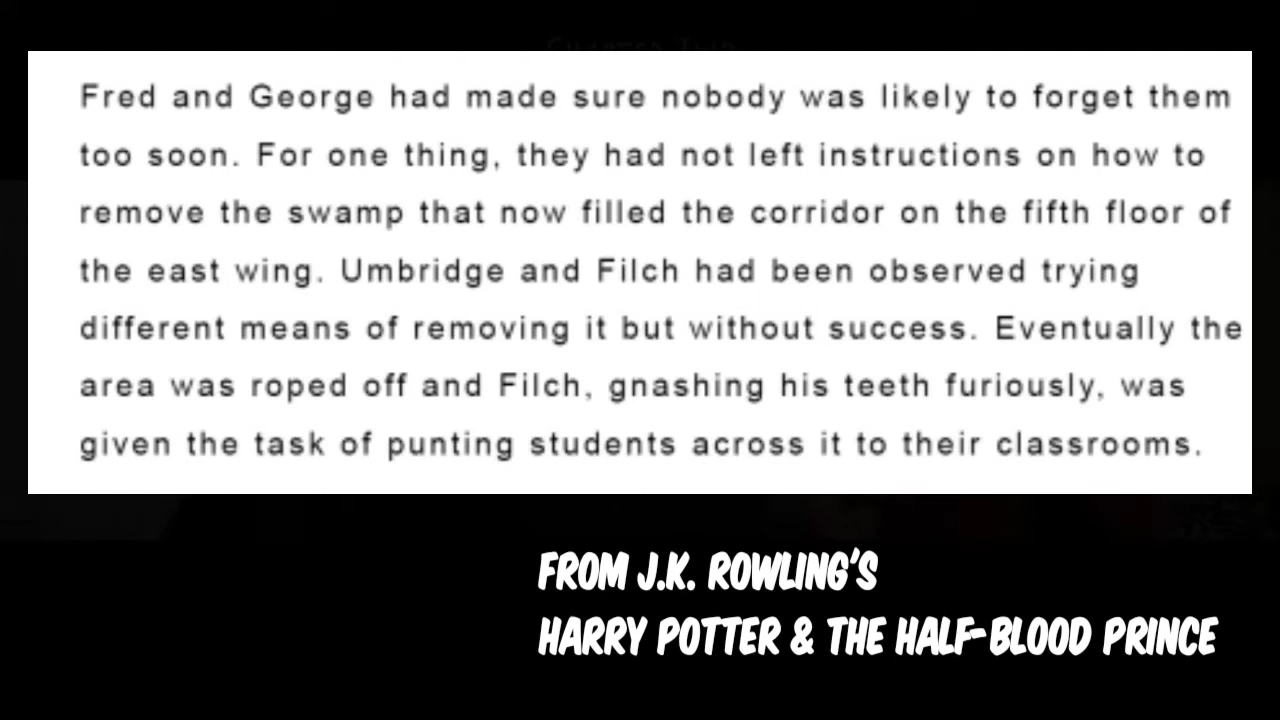 Fred and George had made sure nobody was likely to forget them
too soon. For one thing, they had not left instructions on how to
remove the swamp that now filled the corridor on the fifth floor of
the east wing. Umbridge and Filch had been observed trying
different means of removing it but without success. Eventually the
area was roped off and Filch, gnashing his teeth furiously, was
given the task of punting students across it to their classrooms.
FROM J.K. ROWLING'S
HARRY POTTER & THE HALF-BLOOD PRINCE